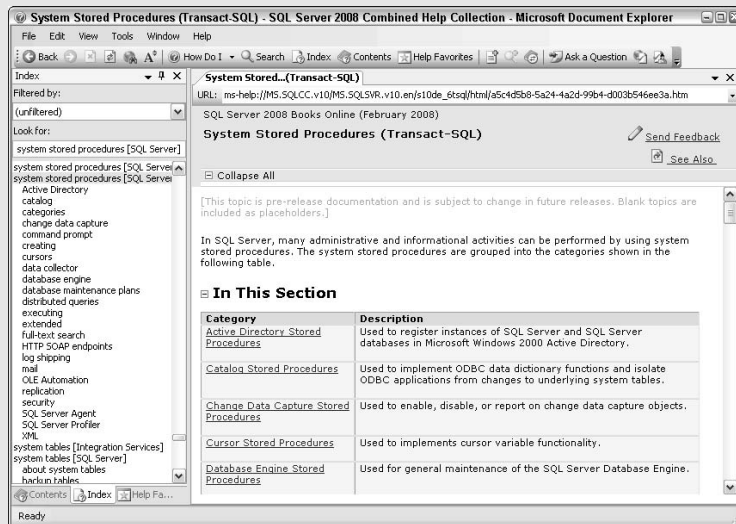 System Stored Procedures (Transact-SQL) - SQL Server 2008 Combined Help Collection - Microsoft Document Explorer
File Edit View Tools Window Help
Back How Do I Search Index Contents Help Favorites Ask a Question
Index
Filtered by:
(unfiltered)
Look for:
system stored procedures [SQL Server]
system stored procedures [SQL Server
system stored procedures [SQL Server
Active Directory
catalog
categories
change data capture
command prompt
creating
cursors
data collector
database engine
database maintenance plans
distributed queries
executing
extended
full-text search
HTTP SOAP endpoints
log shipping
mail
OLE Automation
replication
security
SQL Server Agent
SQL Server Profiler
XML
system tables [Integration Services]
system tables [SQL Server]
about system tables
backup tables
Contents Index Help Fa...
System Stored...(Transact-SQL)
URL: ms-help://MS.SQLCC.v10/MS.SQLSVR.v10.en/s10de_6tsql/html/a5c4d5b8-5a24-4a2d-99b4-d003b546ee3a.htm
SQL Server 2008 Books Online (February 2008)
System Stored Procedures (Transact-SQL)
Send Feedback
See Also
Collapse All
[This topic is pre-release documentation and is subject to change in future releases. Blank topics are
included as placeholders.]
In SQL Server, many administrative and informational activities can be performed by using system
stored procedures. The system stored procedures are grouped into the categories shown in the
following table.
In This Section
Category Description
Active Directory Stored Procedures Used to register instances of SQL Server and SQL Server
databases in Microsoft Windows 2000 Active Directory.
Catalog Stored Procedures Used to implement ODBC data dictionary functions and isolate
ODBC applications from changes to underlying system tables.
Change Data Capture Stored Procedures Used to enable, disable, or report on change data capture objects.
Cursor Stored Procedures Used to implements cursor variable functionality.
Database Engine Stored Procedures Used for general maintenance of the SQL Server Database Engine.
Ready